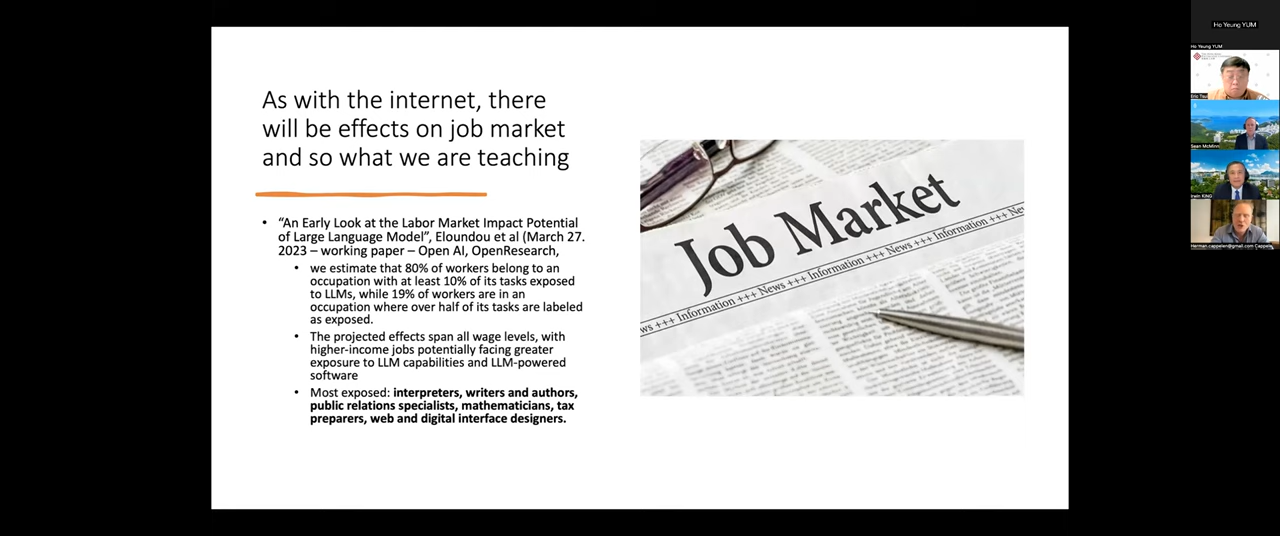 As with the internet, there
will be effects on job market
and so what we are teaching
• “An Early Look at the Labor Market Impact Potential
of Large Language Model”, Eloundou et al (March 27.
2023 – working paper – Open AI, OpenResearch,
• we estimate that 80% of workers belong to an
occupation with at least 10% of its tasks exposed
to LLMs, while 19% of workers are in an
occupation where over half of its tasks are labeled
as exposed.
• The projected effects span all wage levels, with
higher-income jobs potentially facing greater
exposure to LLM capabilities and LLM-powered
software
• Most exposed: interpreters, writers and authors,
public relations specialists, mathematicians, tax
preparers, web and digital interface designers.
Job Market
ws +++ Information +++ News +++ Information +++ News +++ Information +++ Ne
Ho Yeung YUM
Ho Yeung YUM
Eric Tsui
Sean McMinn
Irwin KING
Herman.cappelen@gmail.com Cappele